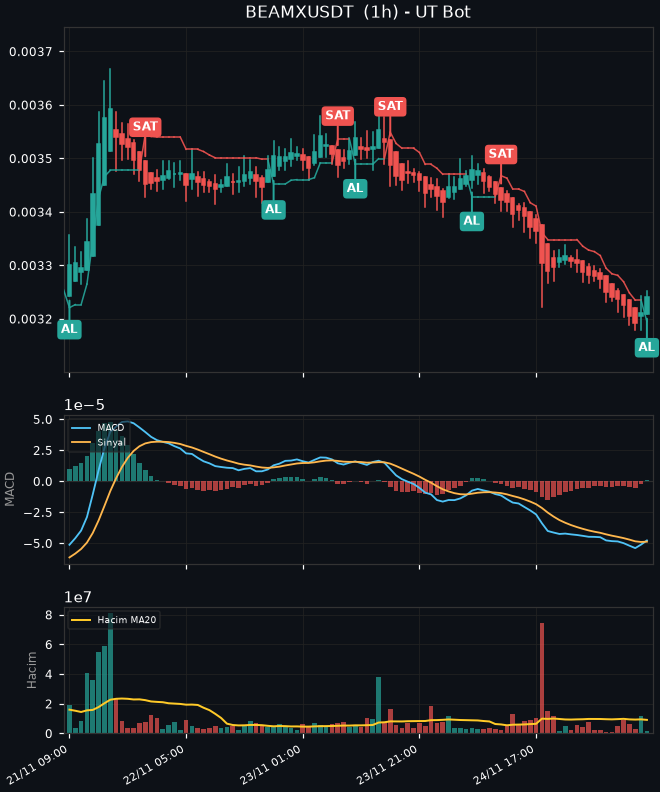 BEAMXUSDT (1h) - UT Bot
0.0037
0.0036
0.0035
0.0034
0.0033
0.0032
SAT
SAT
SAT
SAT
AL
AL
AL
AL
AL
1e−5
MACD
5.0
2.5
0.0
−2.5
−5.0
MACD
Sinyal
1e7
Hacim
8
6
4
2
0
Hacim MA20
21/11 09:00
22/11 05:00
23/11 01:00
23/11 21:00
24/11 17:00